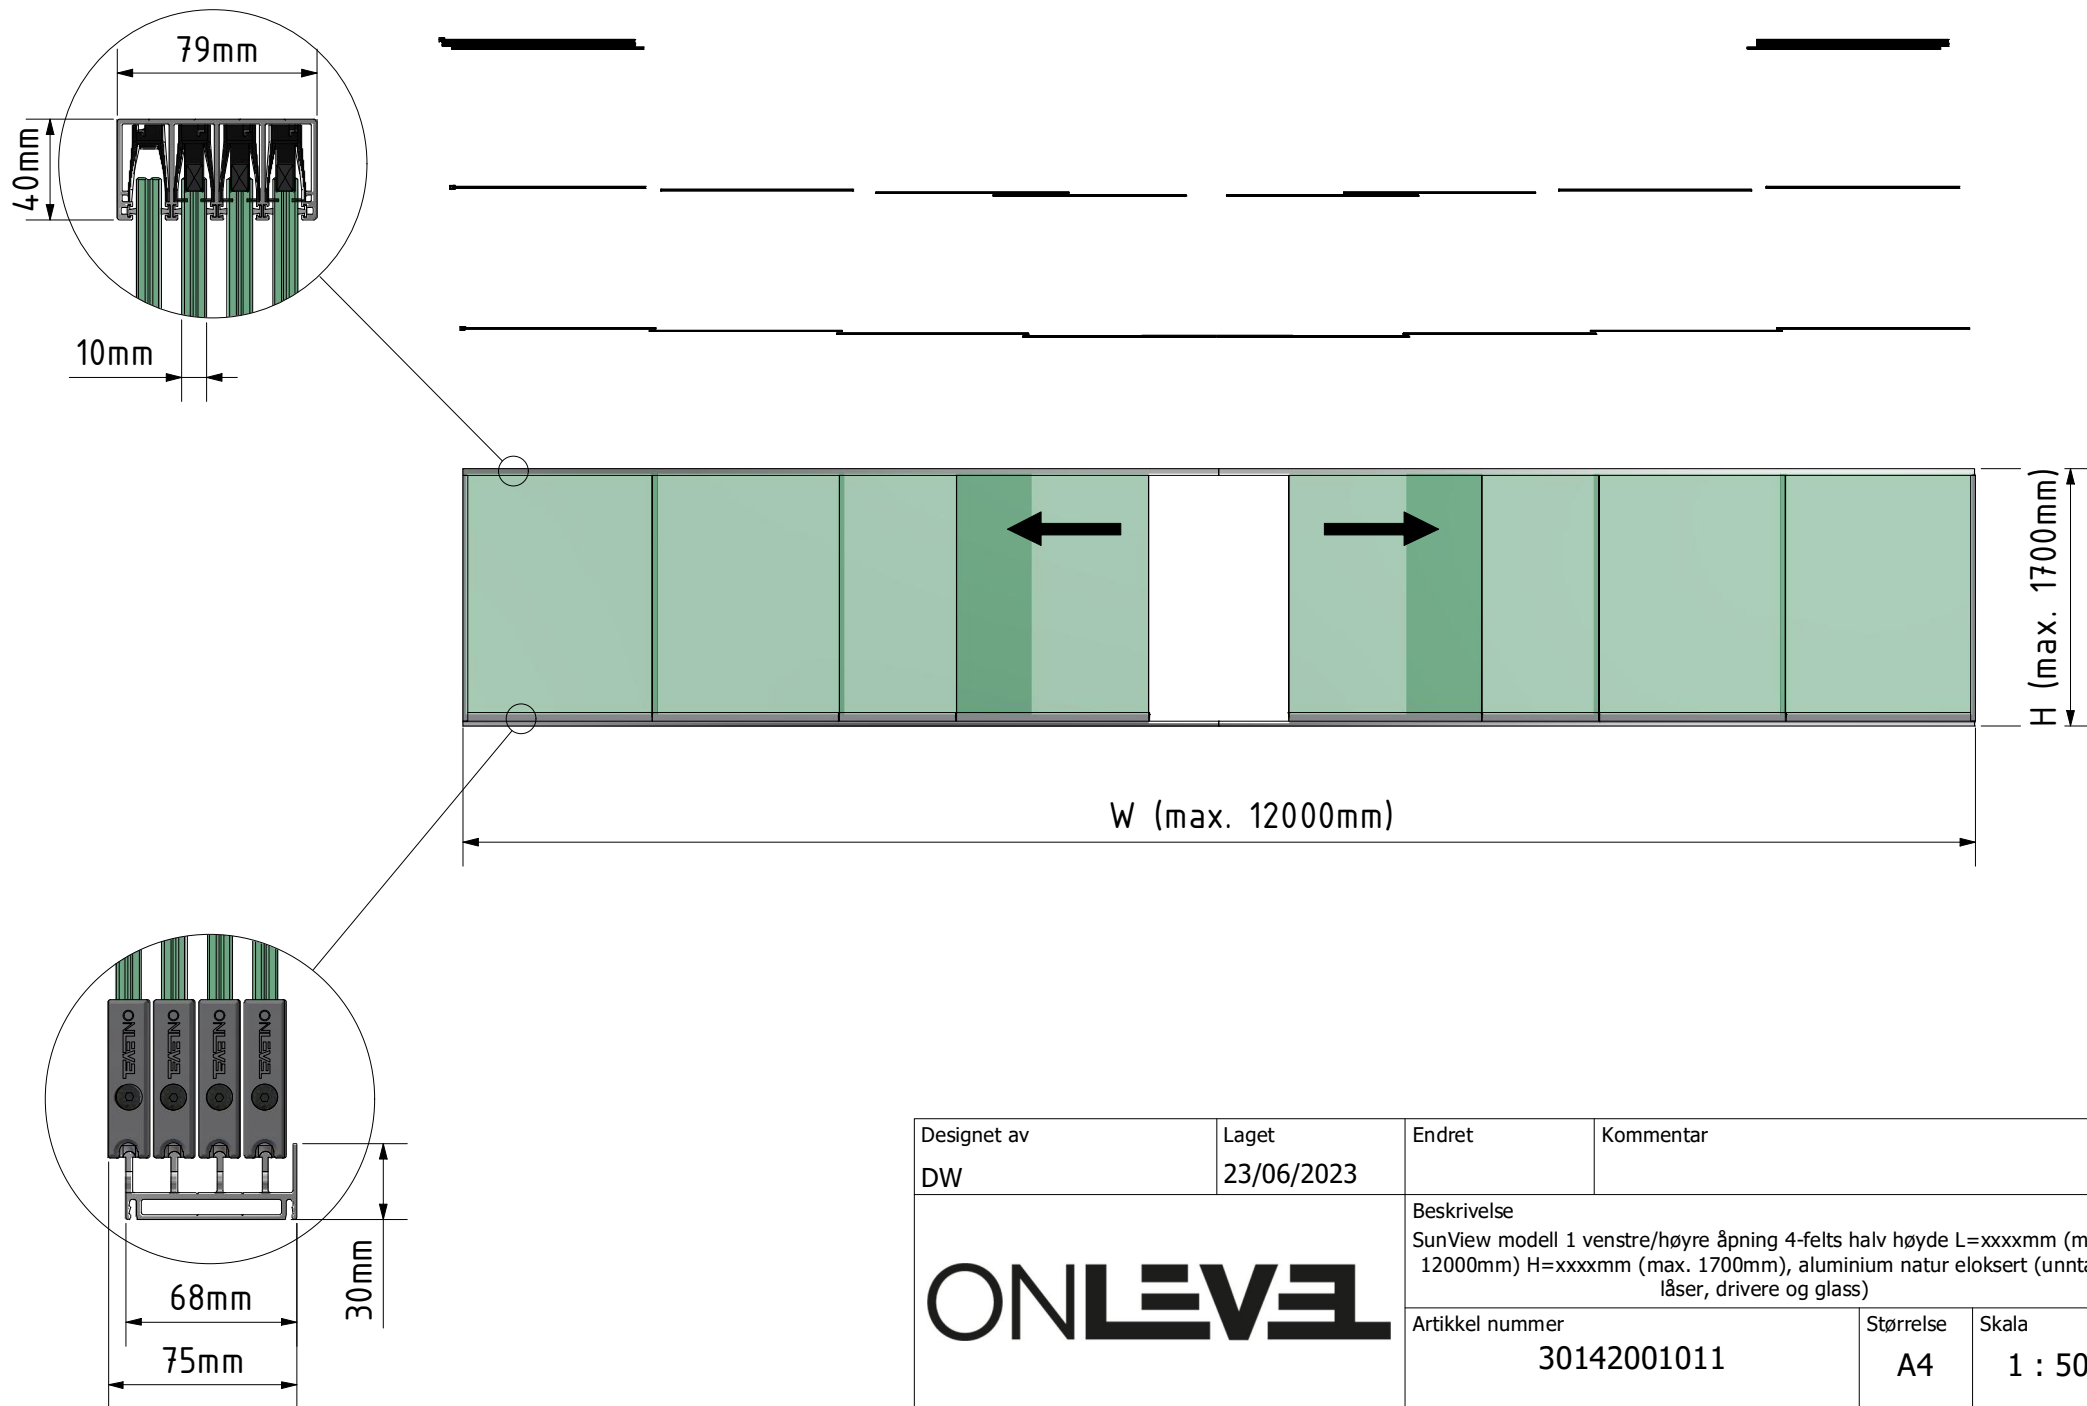 79mm
40mm
10mm
H (max. 1700mm)
W (max. 12000mm)
ONLEVEL ONLEVEL ONLEVEL ONLEVEL
30mm
68mm
75mm
Designet av
DW
Laget
23/06/2023
Endret
Kommentar
ONLEVEL
Beskrivelse
SunView modell 1 venstre/høyre åpning 4-felts halv høyde L=xxxxmm (m
12000mm) H=xxxxmm (max. 1700mm), aluminium natur eloksert (unnta
låser, drivere og glass)
Artikkel nummer
30142001011
Størrelse
A4
Skala
1 : 50